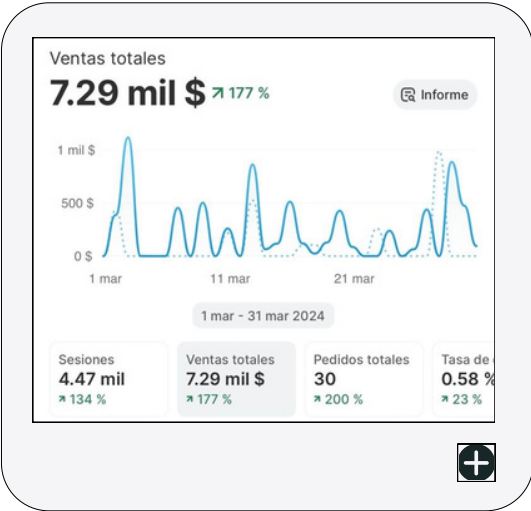 Ventas totales
7.29 mil $ 177 %
Informe
1 mil $
500 $
0 $
1 mar 11 mar 21 mar
1 mar - 31 mar 2024
Sesiones Ventas totales Pedidos totales Tasa de
4.47 mil 7.29 mil $ 30 0.58 %
134 % 177 % 200 % 23 %